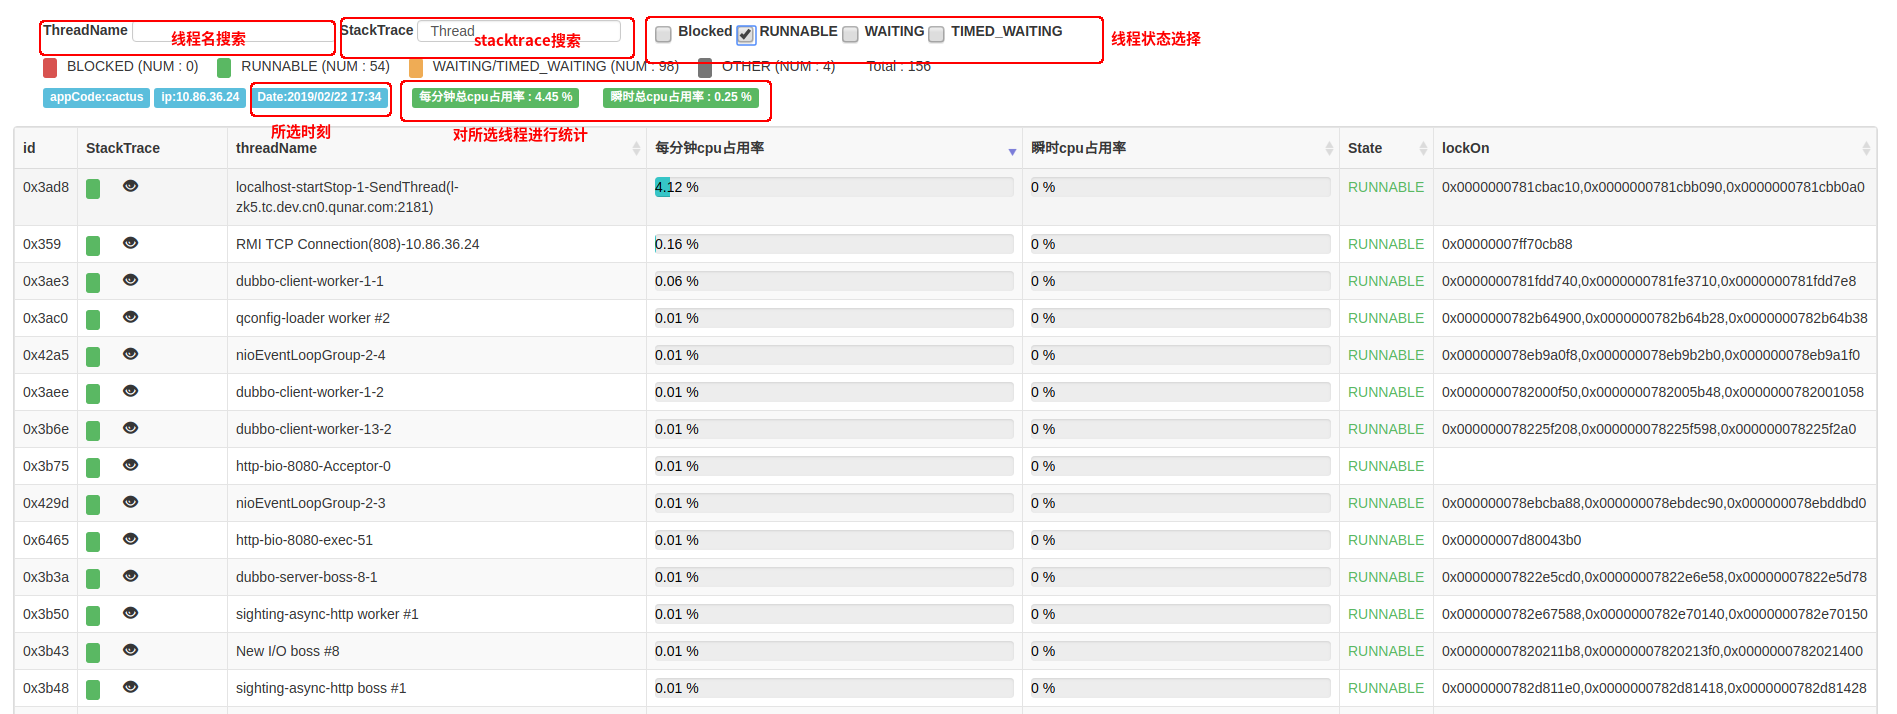 ThreadName 线程名搜索 StackTrace Thread stacktrace搜索 Blocked RUNNABLE WAITING TIMED_WAITING 线程状态选择
BLOCKED (NUM : 0) RUNNABLE (NUM : 54) WAITING/TIMED_WAITING (NUM : 98) OTHER (NUM : 4) Total : 156
appCode:cactus ip:10.86.36.24 Date:2019/02/22 17:34 每分钟总cpu占用率 : 4.45 % 瞬时总cpu占用率 : 0.25 %
所选时刻 对所选线程进行统计
id StackTrace threadName 每分钟cpu占用率 瞬时cpu占用率 State lockOn
0x3ad8 localhost-startStop-1-SendThread(l- 4.12 % 0 % RUNNABLE 0x0000000781cbac10,0x0000000781cbb090,0x0000000781cbb0a0
zk5.tc.dev.cn0.qunar.com:2181)
0x359 RMI TCP Connection(808)-10.86.36.24 0.16 % 0 % RUNNABLE 0x00000007ff70cb88
0x3ae3 dubbo-client-worker-1-1 0.06 % 0 % RUNNABLE 0x0000000781fdd740,0x0000000781fe3710,0x0000000781fdd7e8
0x3ac0 qconfig-loader worker #2 0.01 % 0 % RUNNABLE 0x0000000782b64900,0x0000000782b64b28,0x0000000782b64b38
0x42a5 nioEventLoopGroup-2-4 0.01 % 0 % RUNNABLE 0x000000078eb9a0f8,0x000000078eb9b2b0,0x000000078eb9a1f0
0x3aee dubbo-client-worker-1-2 0.01 % 0 % RUNNABLE 0x0000000782000f50,0x0000000782005b48,0x0000000782001058
0x3b6e dubbo-client-worker-13-2 0.01 % 0 % RUNNABLE 0x000000078225f208,0x000000078225f598,0x000000078225f2a0
0x3b75 http-bio-8080-Acceptor-0 0.01 % 0 % RUNNABLE
0x429d nioEventLoopGroup-2-3 0.01 % 0 % RUNNABLE 0x000000078ebcba88,0x000000078ebdec90,0x000000078ebddbd0
0x6465 http-bio-8080-exec-51 0.01 % 0 % RUNNABLE 0x00000007d80043b0
0x3b3a dubbo-server-boss-8-1 0.01 % 0 % RUNNABLE 0x00000007822e5cd0,0x00000007822e6e58,0x00000007822e5d78
0x3b50 sighting-async-http worker #1 0.01 % 0 % RUNNABLE 0x0000000782e67588,0x0000000782e70140,0x0000000782e70150
0x3b43 New I/O boss #8 0.01 % 0 % RUNNABLE 0x00000007820211b8,0x00000007820213f0,0x0000000782021400
0x3b48 sighting-async-http boss #1 0.01 % 0 % RUNNABLE 0x0000000782d811e0,0x0000000782d81418,0x0000000782d81428